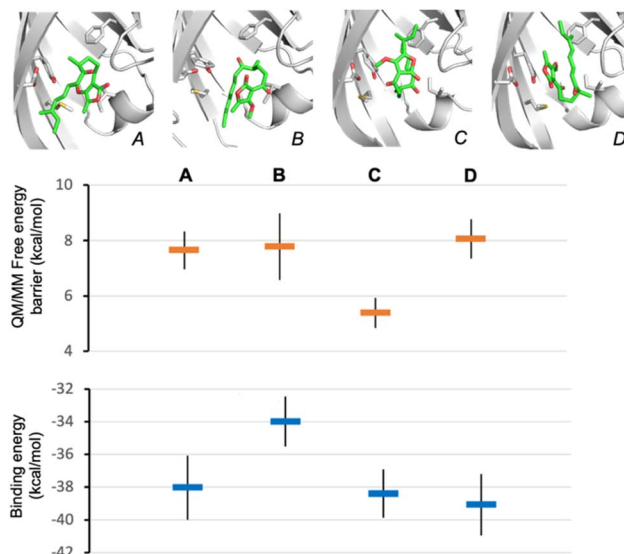 A
B
C
D
A B C D
QM/MM Free energy
barrier (kcal/mol)
10
8
6
4
Binding energy
(kcal/mol)
-32
-34
-36
-38
-40
-42